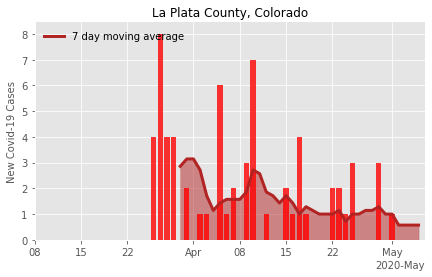 La Plata County, Colorado
New Covid-19 Cases
7 day moving average
8
7
6
5
4
3
2
1
0
08 15 22 Apr 08 15 22 May
2020-May